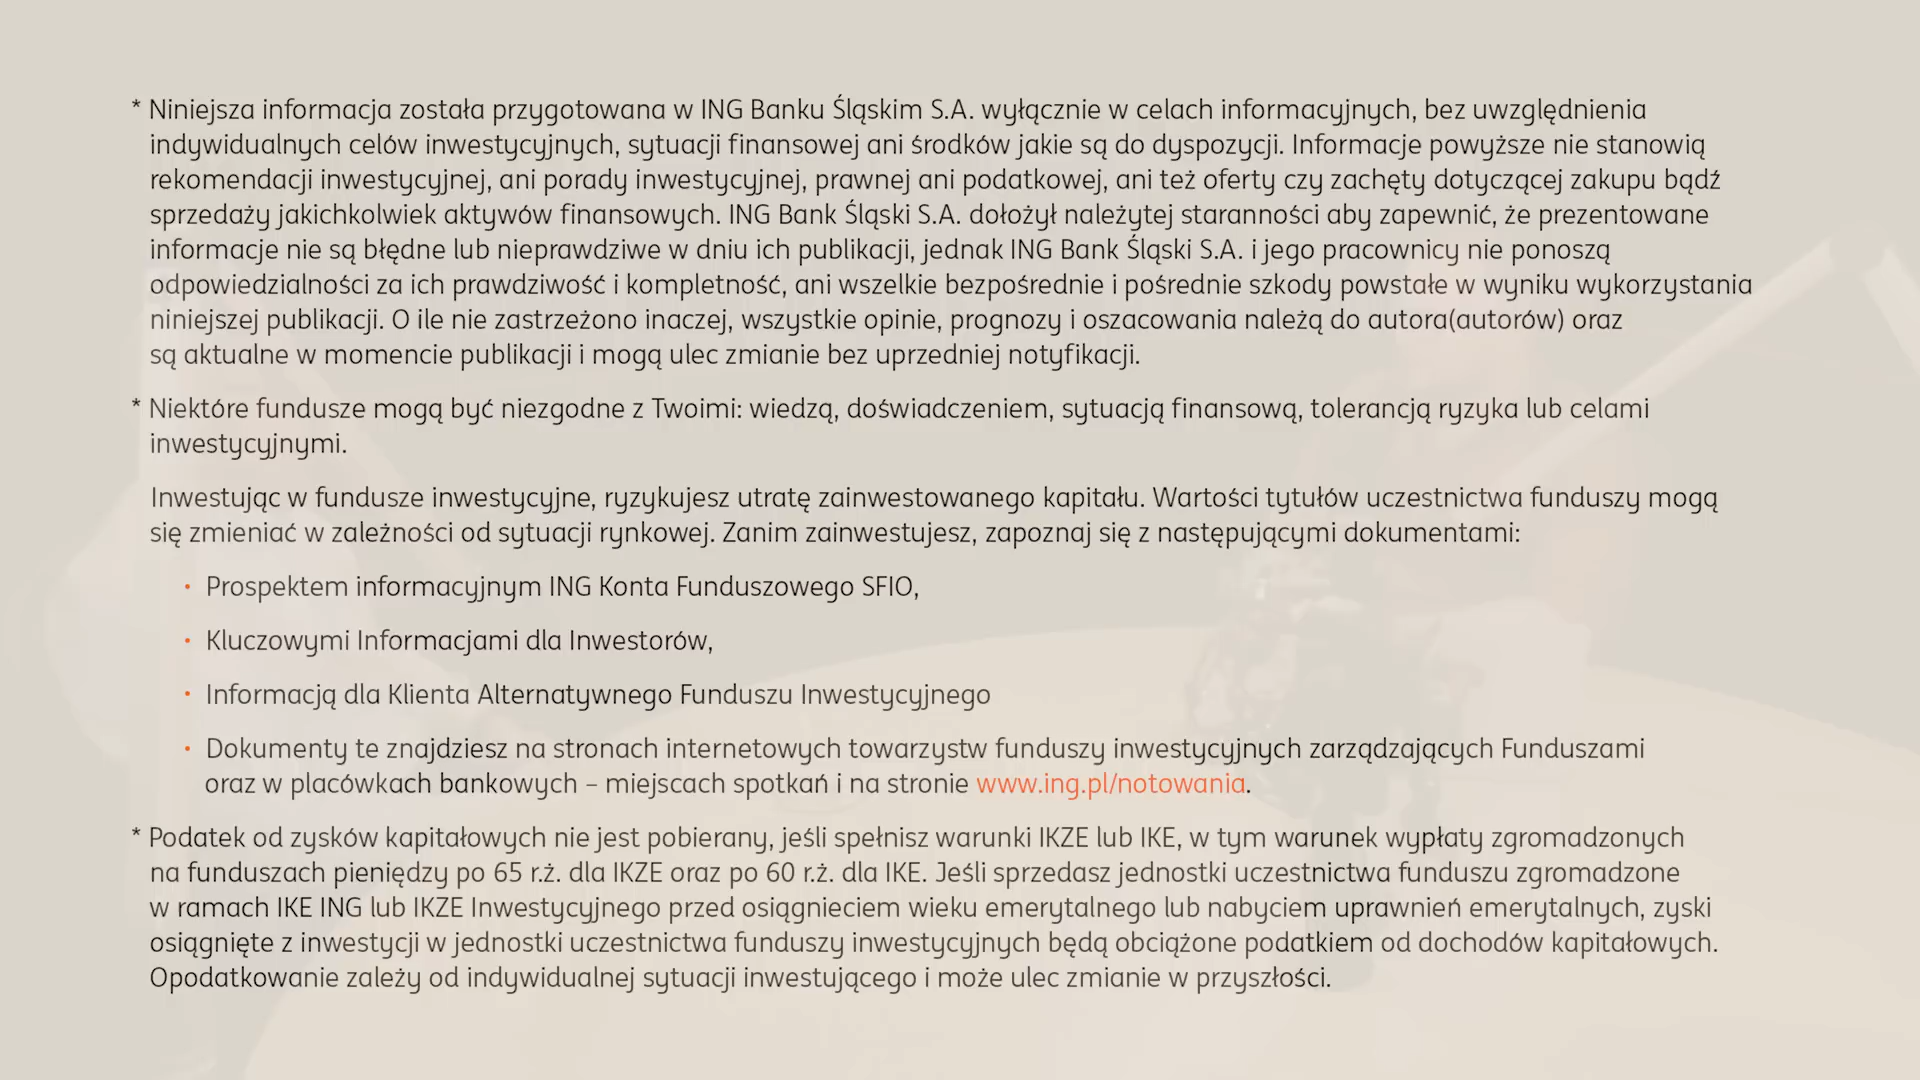 * Niniejsza informacja została przygotowana w ING Banku Śląskim S.A. wyłącznie w celach informacyjnych, bez uwzględnienia
indywidualnych celów inwestycyjnych, sytuacji finansowej ani środków jakie są do dyspozycji. Informacje powyższe nie stanowią
rekomendacji inwestycyjnej, ani porady inwestycyjnej, prawnej ani podatkowej, ani też oferty czy zachęty dotyczącej zakupu bądź
sprzedaży jakichkolwiek aktywów finansowych. ING Bank Śląski S.A. dołożył należytej staranności aby zapewnić, że prezentowane
informacje nie są błędne lub nieprawdziwe w dniu ich publikacji, jednak ING Bank Śląski S.A. i jego pracownicy nie ponoszą
odpowiedzialności za ich prawdziwość i kompletność, ani wszelkie bezpośrednie i pośrednie szkody powstałe w wyniku wykorzystania
niniejszej publikacji. O ile nie zastrzeżono inaczej, wszystkie opinie, prognozy i oszacowania należą do autora(autorów) oraz
są aktualne w momencie publikacji i mogą ulec zmianie bez uprzedniej notyfikacji.
* Niektóre fundusze mogą być niezgodne z Twoimi: wiedzą, doświadczeniem, sytuacją finansową, tolerancją ryzyka lub celami
inwestycyjnymi.
Inwestując w fundusze inwestycyjne, ryzykujesz utratę zainwestowanego kapitału. Wartości tytułów uczestnictwa funduszy mogą
się zmieniać w zależności od sytuacji rynkowej. Zanim zainwestujesz, zapoznaj się z następującymi dokumentami:
• Prospektem informacyjnym ING Konta Funduszowego SFIO,
• Kluczowymi Informacjami dla Inwestorów,
• Informacją dla Klienta Alternatywnego Funduszu Inwestycyjnego
• Dokumenty te znajdziesz na stronach internetowych towarzystw funduszy inwestycyjnych zarządzających Funduszami
oraz w placówkach bankowych – miejscach spotkań i na stronie www.ing.pl/notowania.
* Podatek od zysków kapitałowych nie jest pobierany, jeśli spełnisz warunki IKZE lub IKE, w tym warunek wypłaty zgromadzonych
na funduszach pieniędzy po 65 r.ż. dla IKZE oraz po 60 r.ż. dla IKE. Jeśli sprzedasz jednostki uczestnictwa funduszu zgromadzone
w ramach IKE ING lub IKZE Inwestycyjnego przed osiągnieciem wieku emerytalnego lub nabyciem uprawnień emerytalnych, zyski
osiągnięte z inwestycji w jednostki uczestnictwa funduszy inwestycyjnych będą obciążone podatkiem od dochodów kapitałowych.
Opodatkowanie zależy od indywidualnej sytuacji inwestującego i może ulec zmianie w przyszłości.